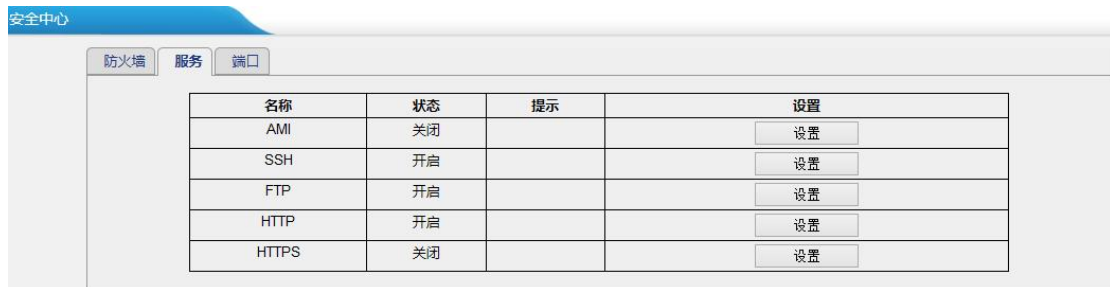 安全中心
防火墙 服务 端口
名称 状态 提示 设置
AMI 关闭 设置
SSH 开启 设置
FTP 开启 设置
HTTP 开启 设置
HTTPS 关闭 设置